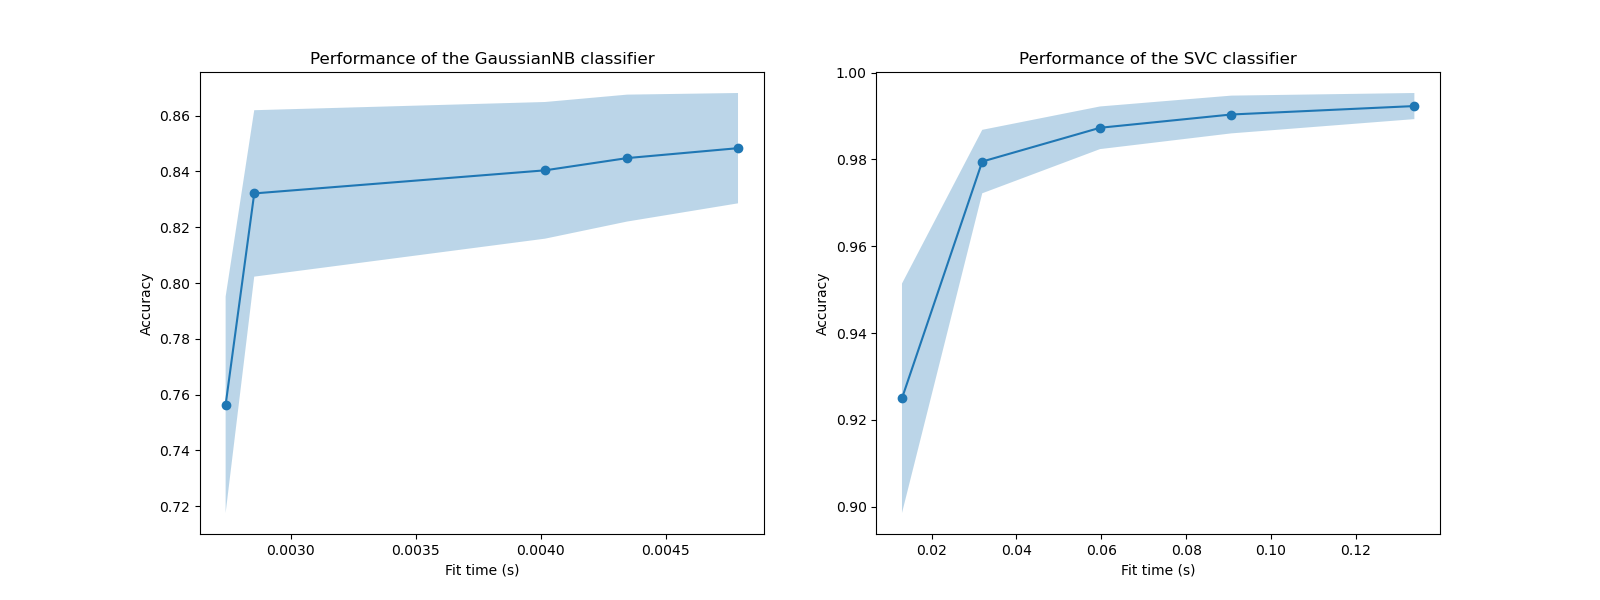 Performance of the GaussianNB classifier
0.86
0.84
0.82
0.80
0.78
0.76
0.74
0.72
Accuracy
0.0030 0.0035 0.0040 0.0045
Fit time (s)
Performance of the SVC classifier
1.00
0.98
0.96
0.94
0.92
0.90
Accuracy
0.02 0.04 0.06 0.08 0.10 0.12
Fit time (s)